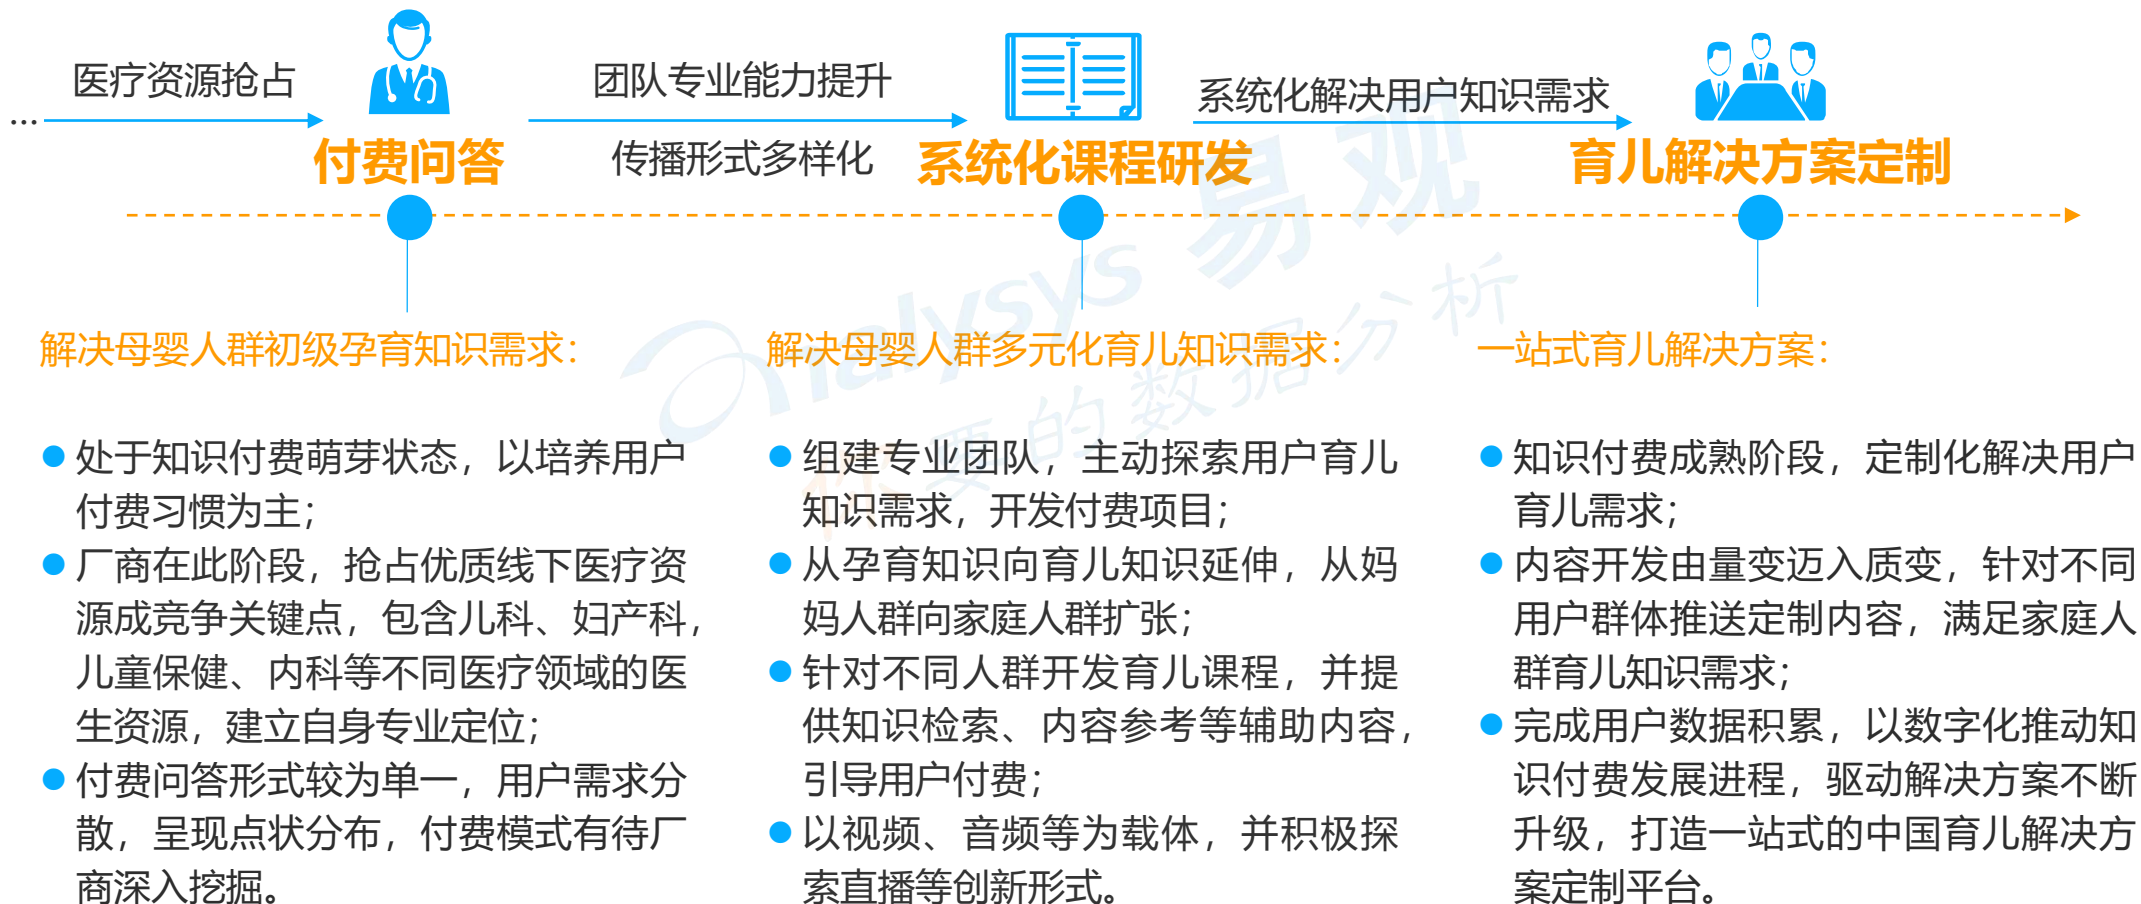 医疗资源抢占
...
付费问答
团队专业能力提升
传播形式多样化
系统化课程研发
系统化解决用户知识需求
育儿解决方案定制
解决母婴人群初级孕育知识需求:
处于知识付费萌芽状态，以培养用户
付费习惯为主；
厂商在此阶段，抢占优质线下医疗资
源成竞争关键点，包含儿科、妇产科，
儿童保健、内科等不同医疗领域的医
生资源，建立自身专业定位；
付费问答形式较为单一，用户需求分
散，呈现点状分布，付费模式有待厂
商深入挖掘。
解决母婴人群多元化育儿知识需求:
组建专业团队，主动探索用户育儿
知识需求，开发付费项目；
从孕育知识向育儿知识延伸，从妈
妈人群向家庭人群扩张；
针对不同人群开发育儿课程，并提
供知识检索、内容参考等辅助内容，
引导用户付费；
以视频、音频等为载体，并积极探
索直播等创新形式。
一站式育儿解决方案:
知识付费成熟阶段，定制化解决用户
育儿需求；
内容开发由量变迈入质变，针对不同
用户群体推送定制内容，满足家庭人
群育儿知识需求；
完成用户数据积累，以数字化推动知
识付费发展进程，驱动解决方案不断
升级，打造一站式的中国育儿解决方
案定制平台。
analysys 易观
你要的数据分析